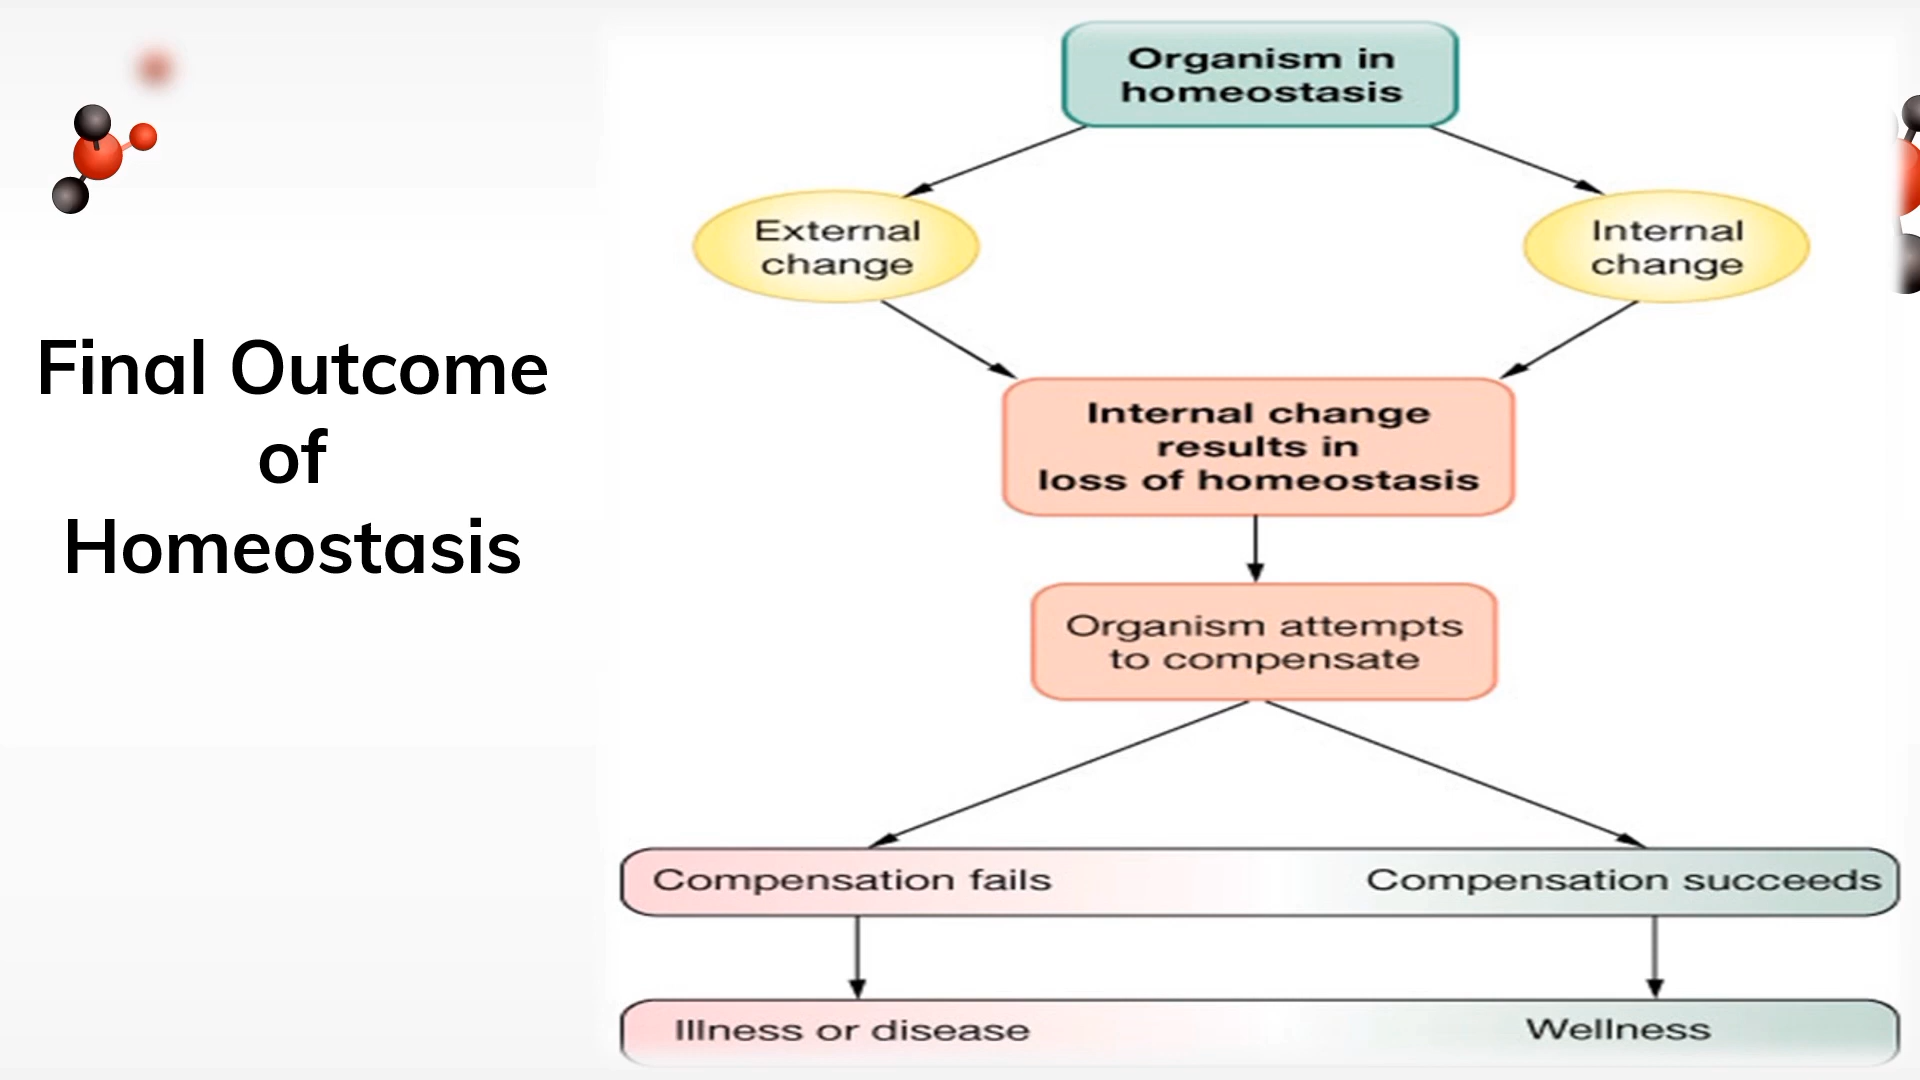 Final Outcome
of
Homeostasis
Organism in
homeostasis
External
change
Internal
change
Internal change
results in
loss of homeostasis
Organism attempts
to compensate
Compensation fails
Compensation succeeds
Illness or disease
Wellness